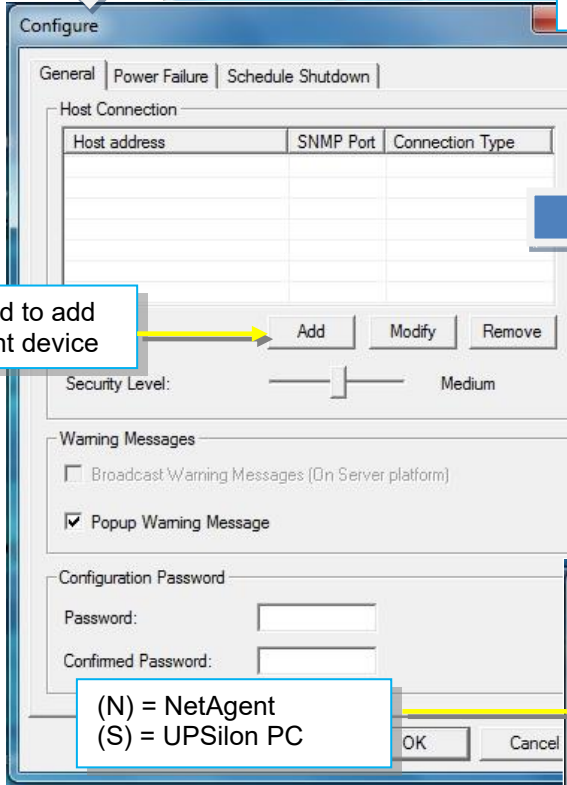 Configure
General Power Failure Schedule Shutdown
Host Connection
Host address SNMP Port Connection Type
d to add
nt device
Add Modify Remove
Security Level: Medium
Warning Messages
Broadcast Warning Messages (On Server platform)
Popup Warning Message
Configuration Password
Password:
Confirmed Password:
(N) = NetAgent
(S) = UPSilon PC
OK Cancel